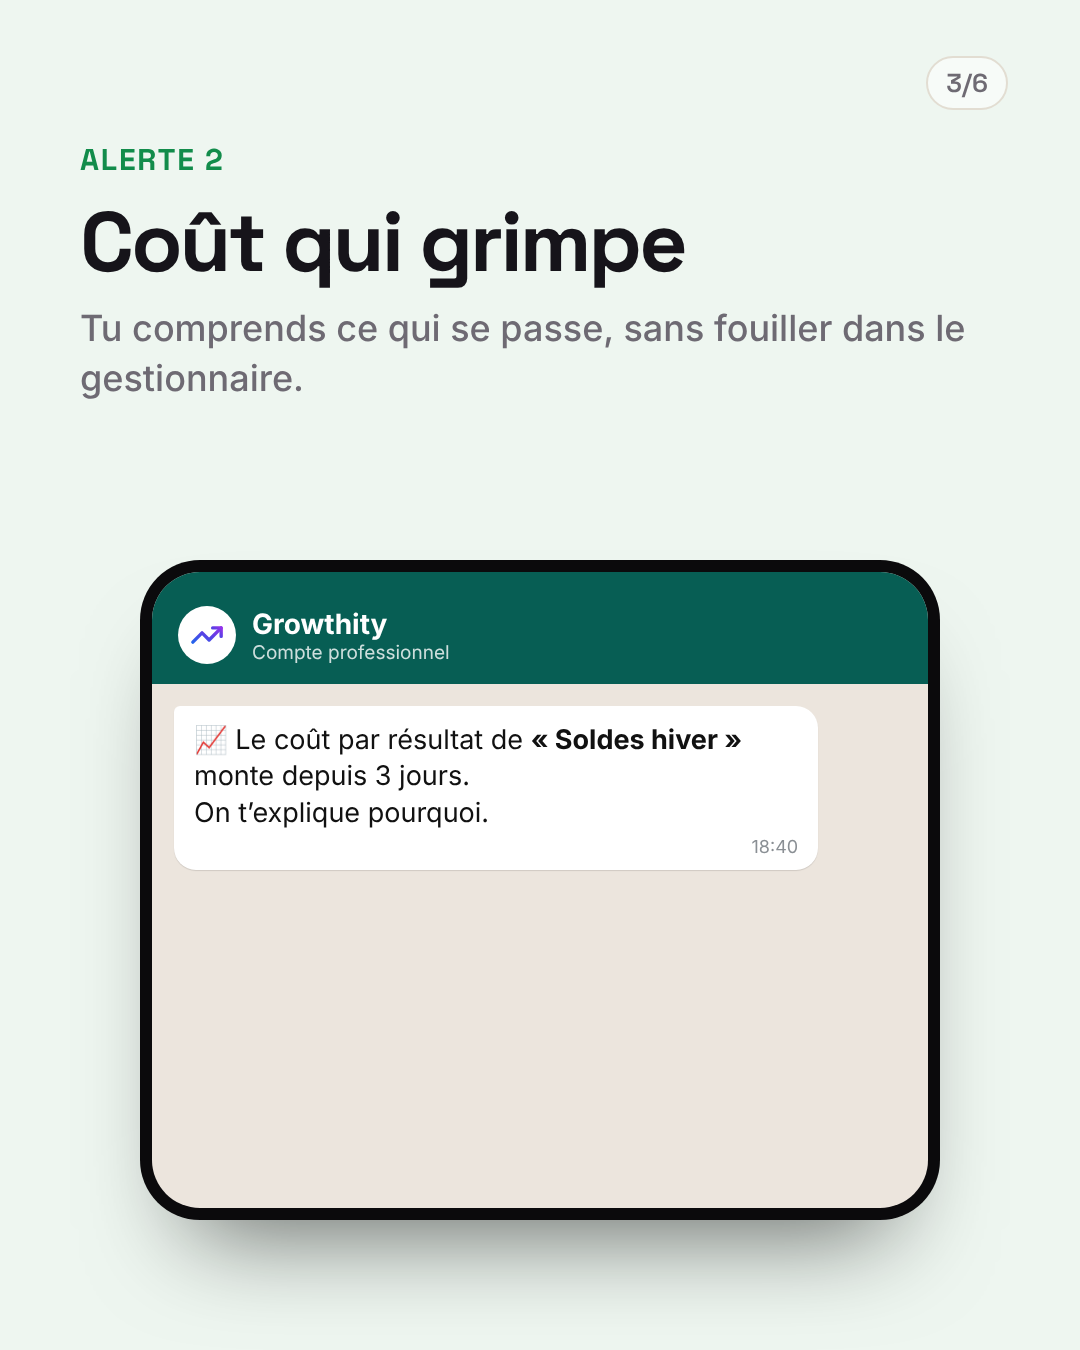 3/6
ALERTE 2
Coût qui grimpe
Tu comprends ce qui se passe, sans fouiller dans le
gestionnaire.
Growthity
Compte professionnel
📈 Le coût par résultat de « Soldes hiver »
monte depuis 3 jours.
On t’explique pourquoi.
18:40